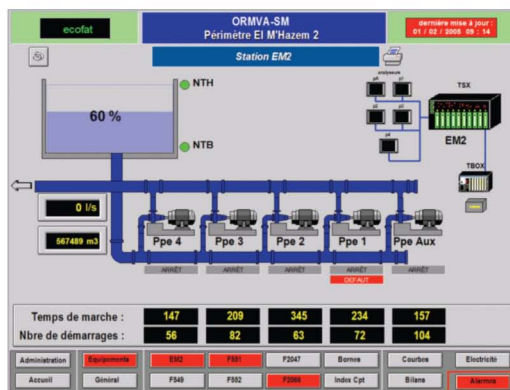 ecofat
ORMVA-SM
Périmètre El M'Hazem 2
dernière mise à jour :
01 / 02 / 2008 09 : 14
Station EM2
analyseurs
TSX
EM2
TBOX
NTH
60 %
NTB
0 l/s
567489 m3
Ppe 4 Ppe 3 Ppe 2 Ppe 1 Ppe Aux
ARRÊT ARRÊT ARRÊT ARRÊT ARRÊT
DEFAUT
Temps de marche : 147 209 345 234 157
Nbre de démarrages : 56 82 63 72 104
Administration Equipements EM2 F551 F2047 Bornes Courbes Electricité
Accueil Général F549 F552 F2066 Index Cpt Bilans Alarmes